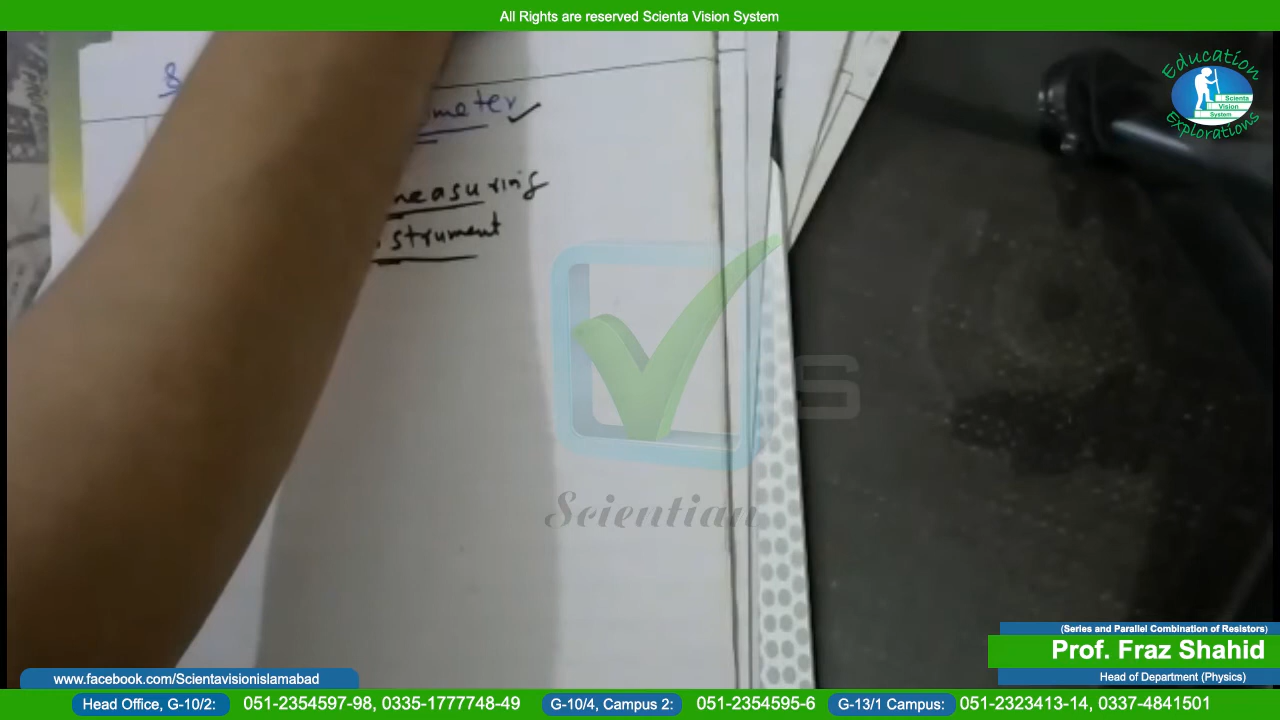 All Rights are reserved Scienta Vision System
Education
Scienta
Vision
System
Explorations
&
meter
measuring
strument
S
Scientian
(Series and Parallel Combination of Resistors)
Prof. Fraz Shahid
Head of Department (Physics)
www.facebook.com/Scientavisionislamabad
Head Office, G-10/2: 051-2354597-98, 0335-1777748-49 G-10/4, Campus 2: 051-2354595-6 G-13/1 Campus: 051-2323413-14, 0337-4841501